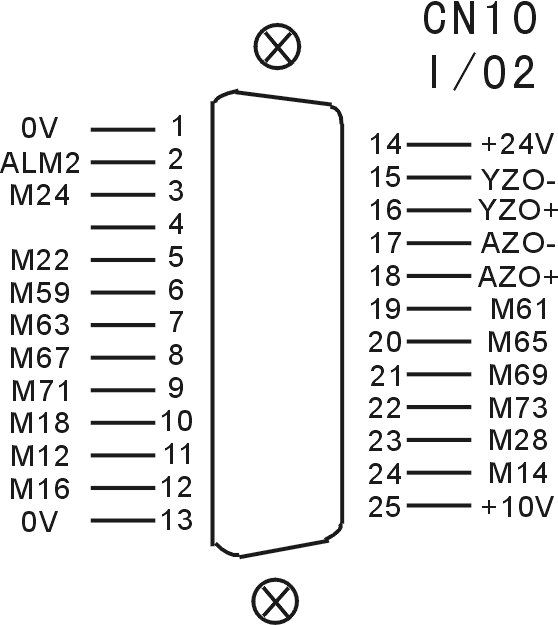 CN10
I/O2
0V 1
ALM2 2
M24 3
4
M22 5
M59 6
M63 7
M67 8
M71 9
M18 10
M12 11
M16 12
0V 13
14 +24V
15 YZO-
16 YZO+
17 AZO-
18 AZO+
19 M61
20 M65
21 M69
22 M73
23 M28
24 M14
25 +10V